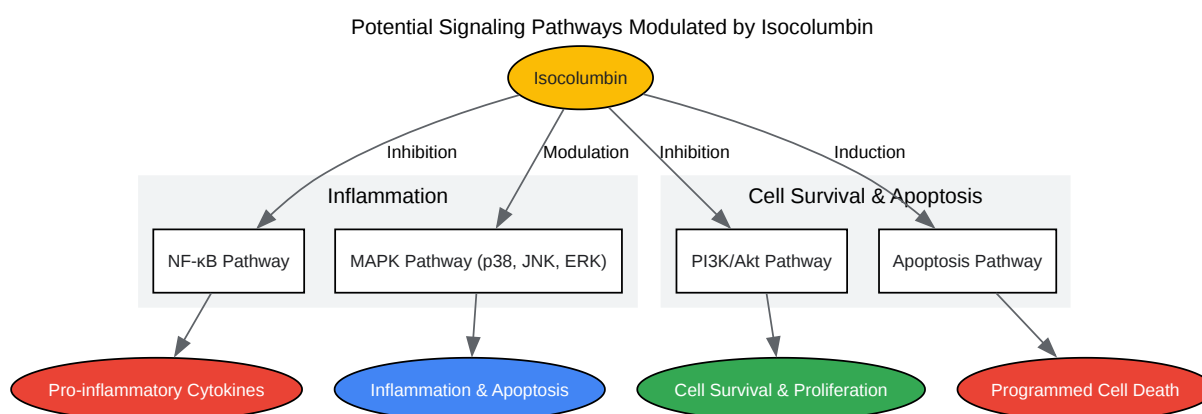 Potential Signaling Pathways Modulated by Isocolumbin
Isocolumbin
Inhibition
Modulation
Inhibition
Induction
Inflammation
Cell Survival & Apoptosis
NF-κB Pathway
MAPK Pathway (p38, JNK, ERK)
PI3K/Akt Pathway
Apoptosis Pathway
Pro-inflammatory Cytokines
Inflammation & Apoptosis
Cell Survival & Proliferation
Programmed Cell Death